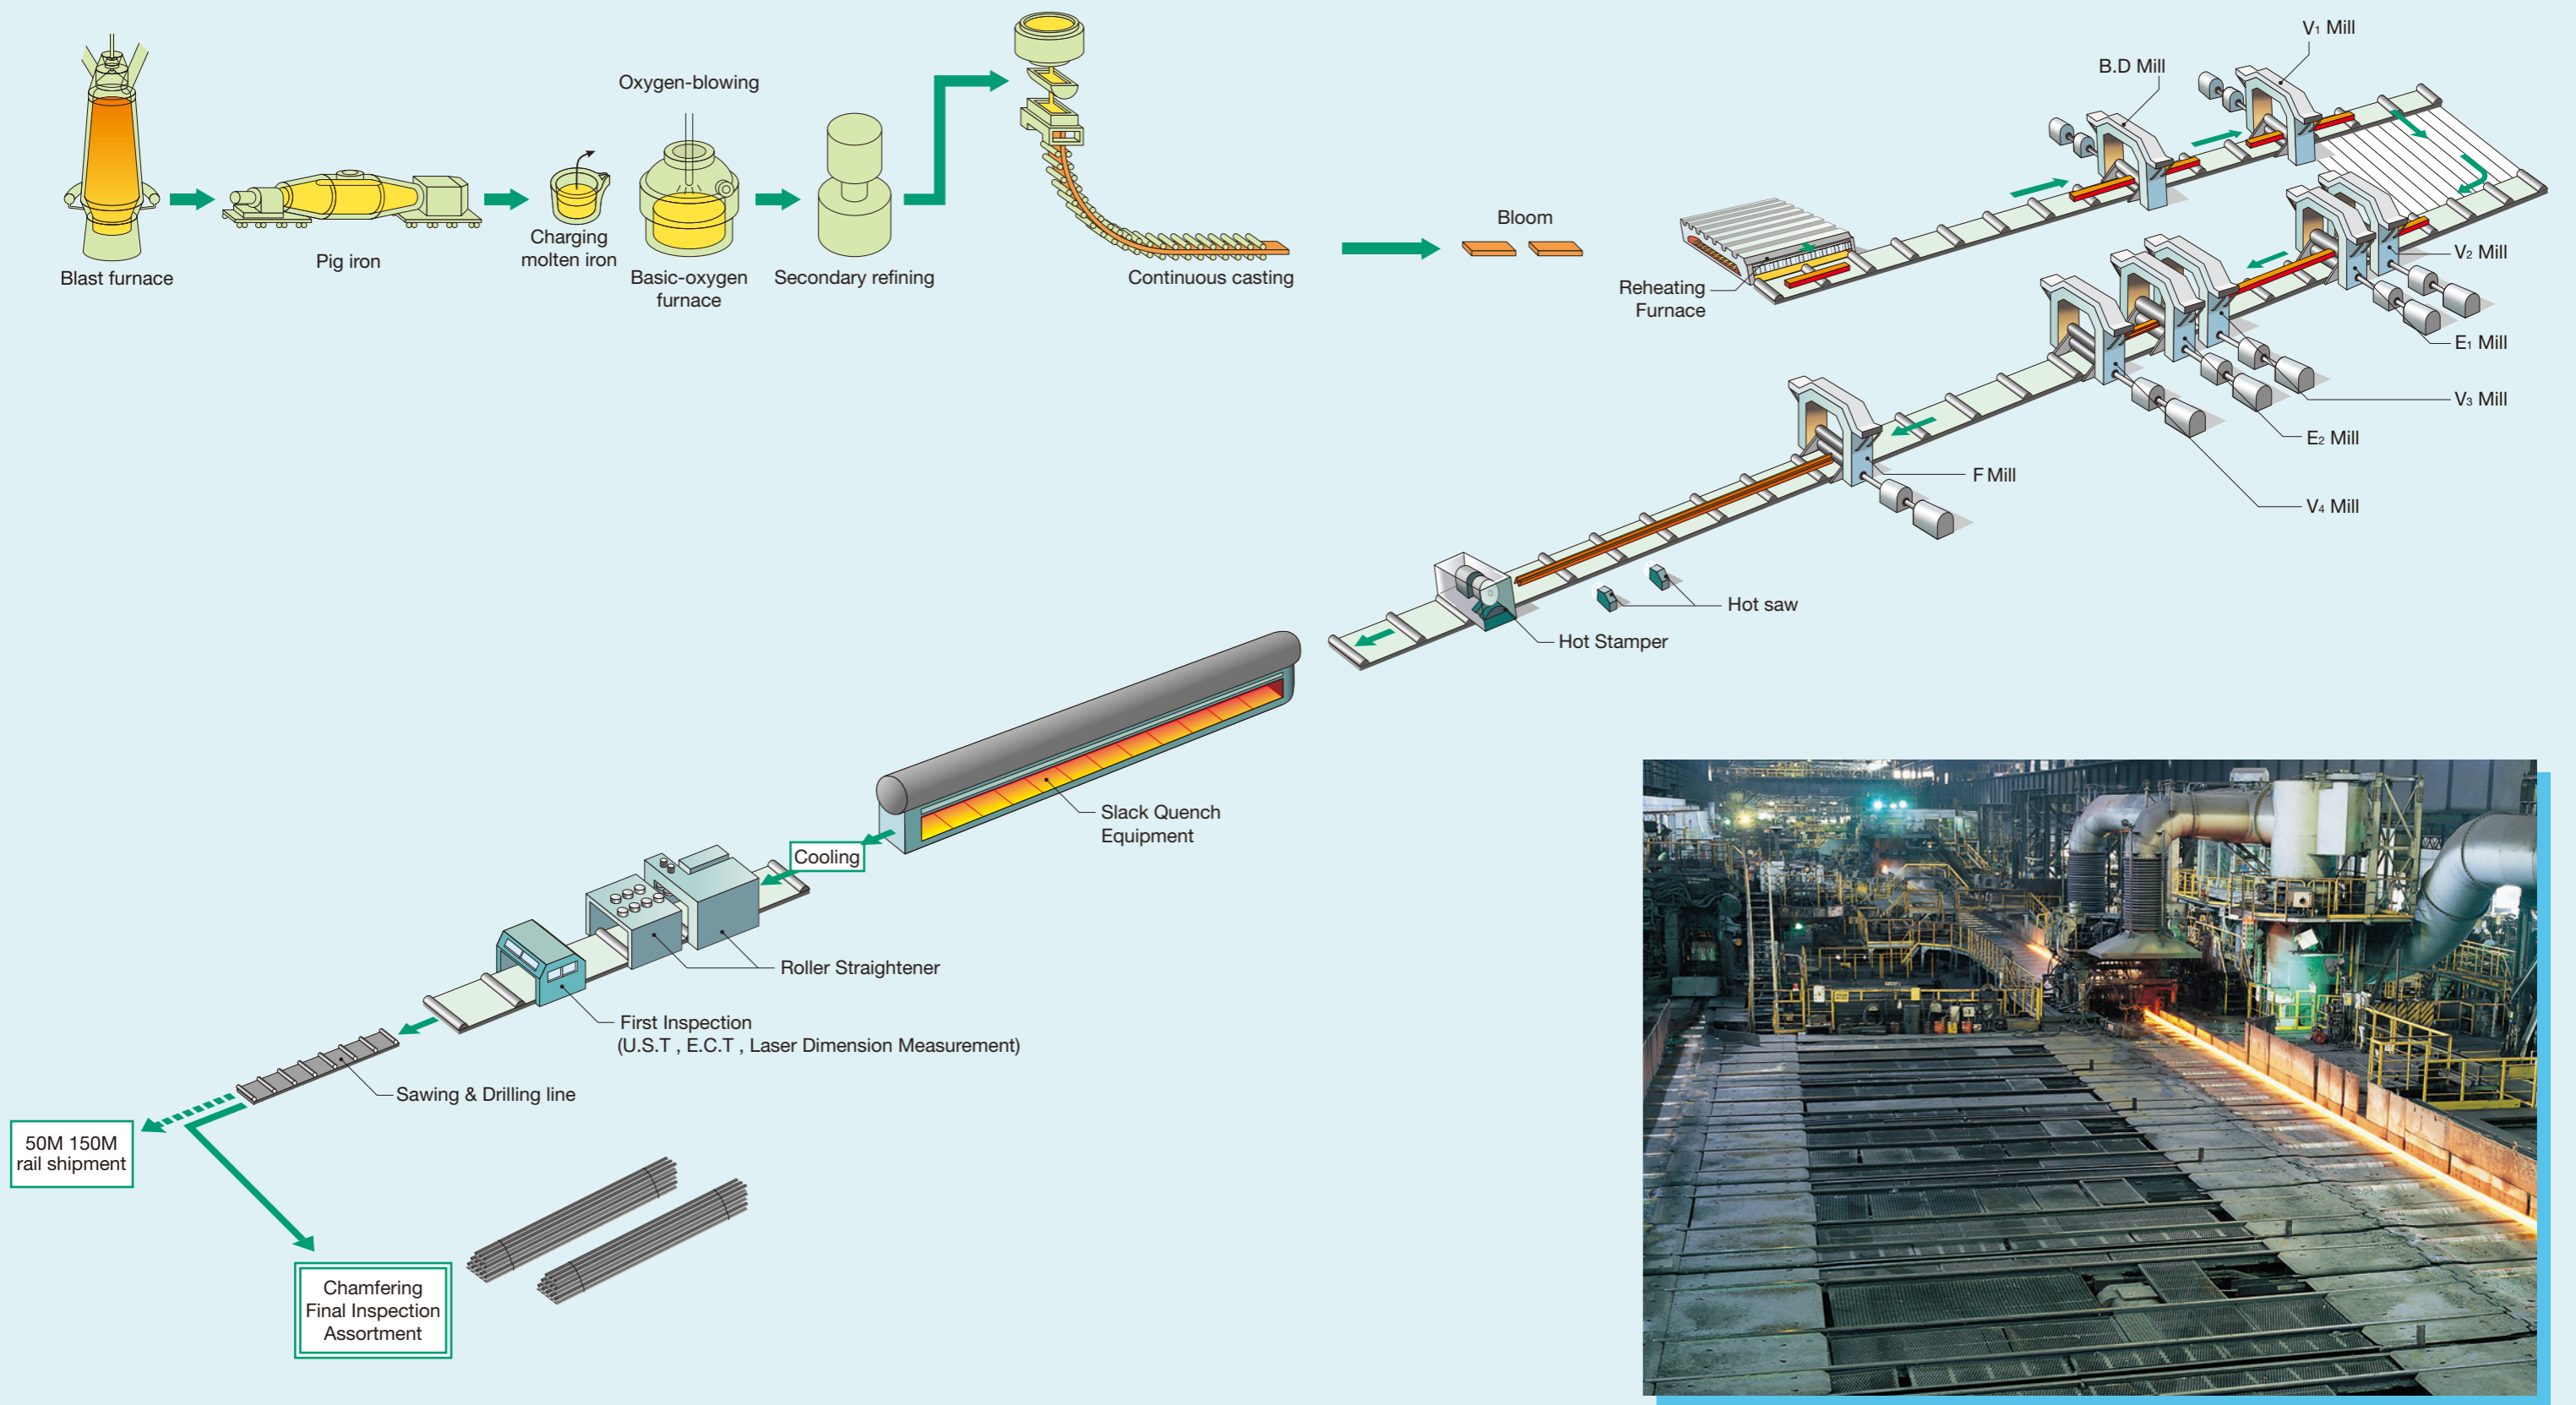 Blast furnace
Pig iron
Charging
molten iron
Oxygen-blowing
Basic-oxygen
furnace
Secondary refining
Continuous casting
Bloom
Reheating
Furnace
B.D Mill
V1 Mill
V2 Mill
E1 Mill
V3 Mill
E2 Mill
V4 Mill
F Mill
Hot saw
Hot Stamper
Slack Quench
Equipment
Cooling
Roller Straightener
First Inspection
(U.S.T , E.C.T , Laser Dimension Measurement)
Sawing & Drilling line
50M 150M
rail shipment
Chamfering
Final Inspection
Assortment